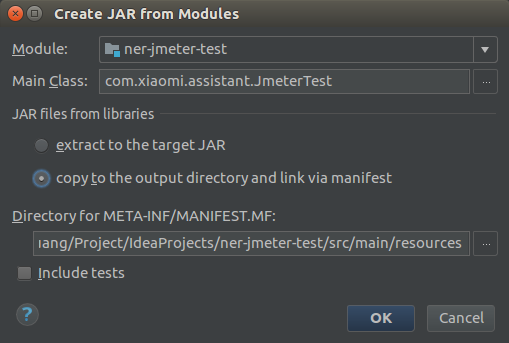 Create JAR from Modules
Module: ner-jmeter-test
Main Class: com.xiaomi.assistant.JmeterTest ...
JAR files from libraries
extract to the target JAR
copy to the output directory and link via manifest
Directory for META-INF/MANIFEST.MF:
ıang/Project/IdeaProjects/ner-jmeter-test/src/main/resources ...
Include tests
? OK Cancel